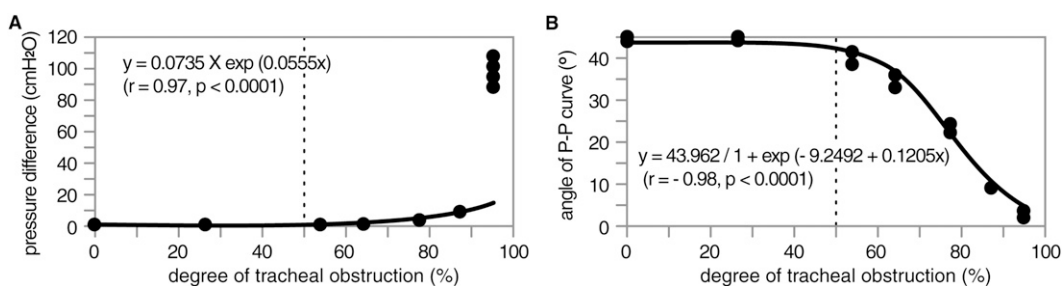 A
pressure difference (cmH2O)
120
100
80
60
40
20
0
y = 0.0735 X exp (0.0555x)
(r = 0.97, p < 0.0001)
0 20 40 60 80 100
degree of tracheal obstruction (%)
B
angle of P-P curve (º)
40
30
20
10
0
y = 43.962 / 1 + exp (- 9.2492 + 0.1205x)
(r = - 0.98, p < 0.0001)
0 20 40 60 80 100
degree of tracheal obstruction (%)